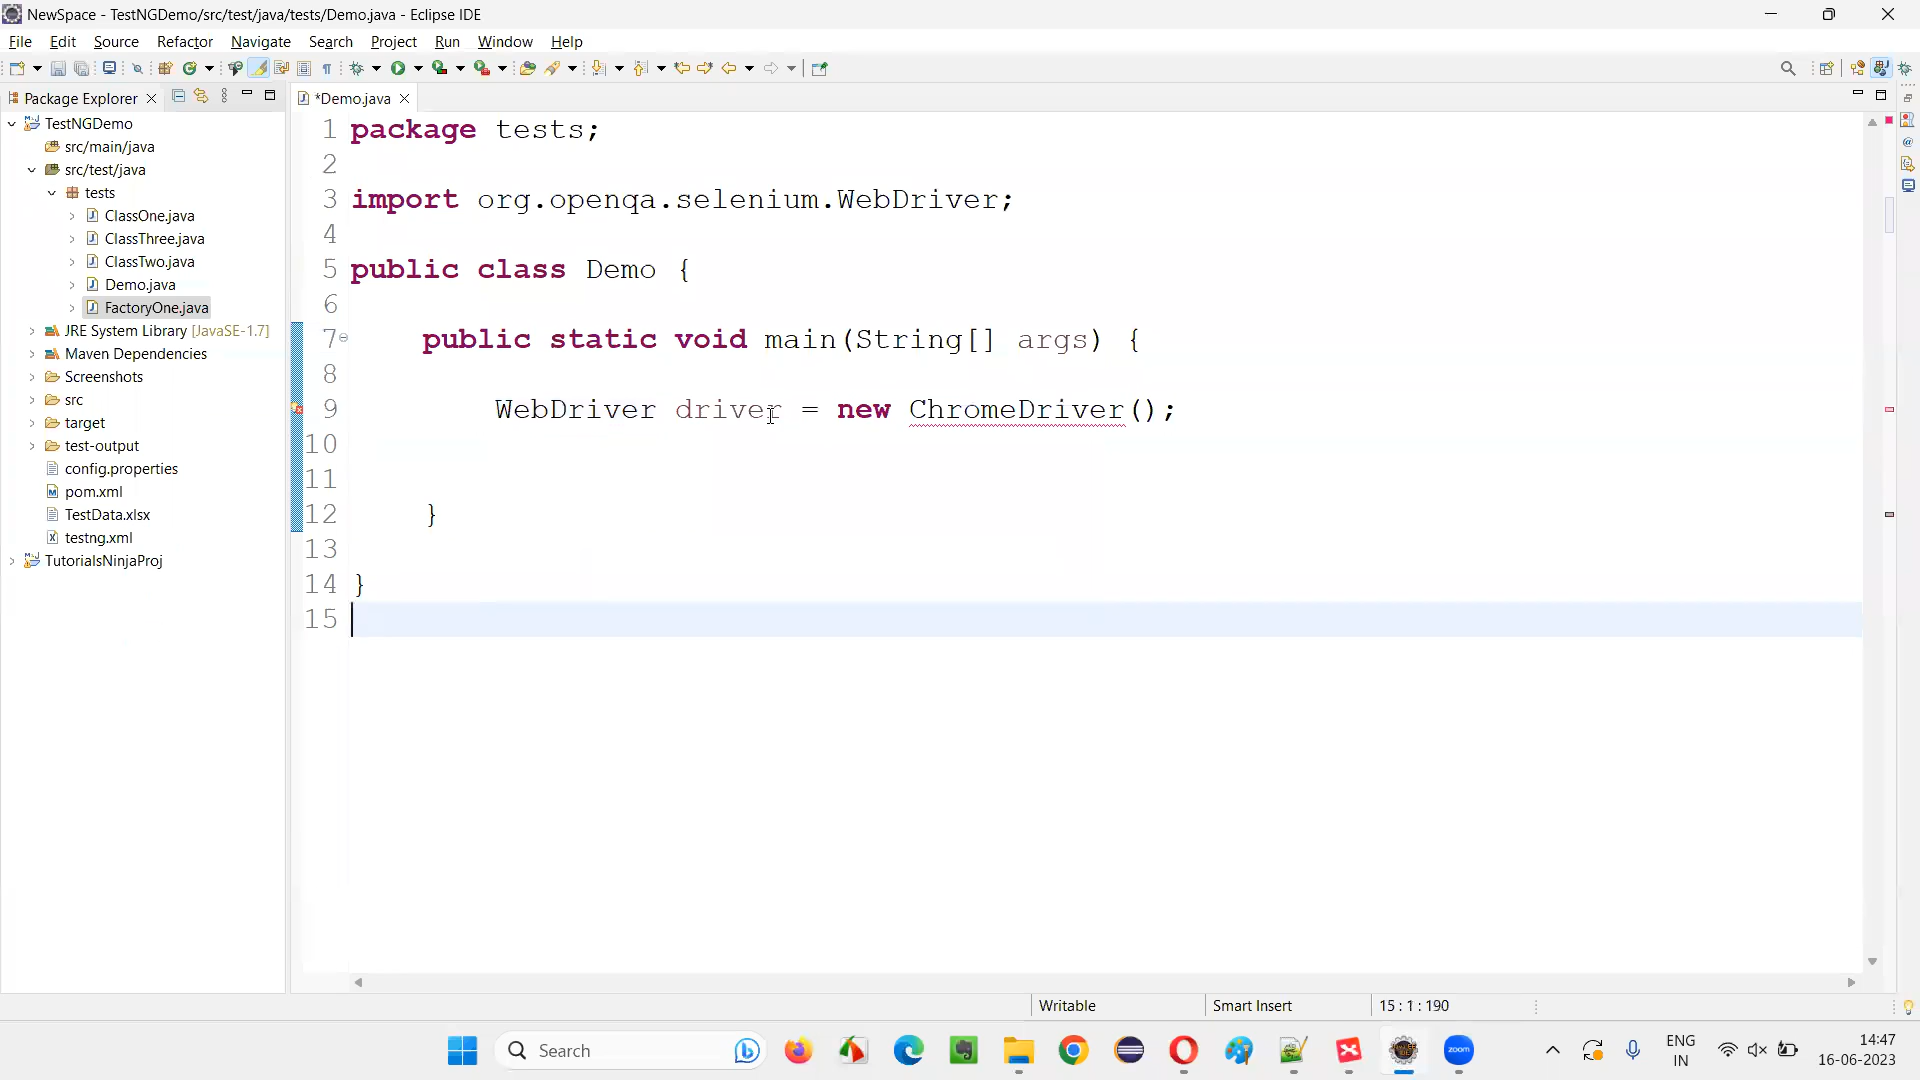 NewSpace - TestNGDemo/src/test/java/tests/Demo.java - Eclipse IDE
File Edit Source Refactor Navigate Search Project Run Window Help
Package Explorer
*Demo.java
TestNGDemo
src/main/java
src/test/java
tests
ClassOne.java
ClassThree.java
ClassTwo.java
Demo.java
FactoryOne.java
JRE System Library [JavaSE-1.7]
Maven Dependencies
Screenshots
src
target
test-output
config.properties
pom.xml
TestData.xlsx
testng.xml
TutorialsNinjaProj
1 package tests;
2
3 import org.openqa.selenium.WebDriver;
4
5 public class Demo {
6
7 public static void main(String[] args) {
8
9 WebDriver driver = new ChromeDriver();
10
11
12 }
13
14 }
15
Writable Smart Insert 15 : 1 : 190
Search
zoom
ENG
IN
14:47
16-06-2023